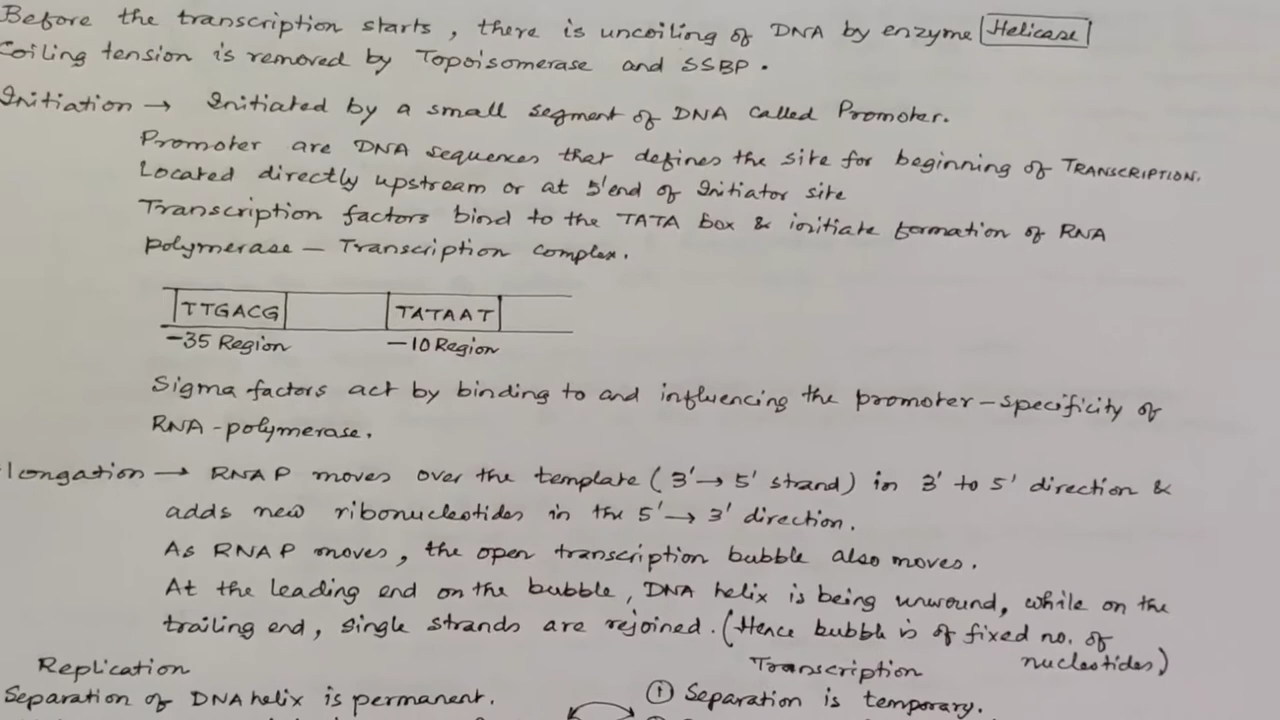 Before the transcription starts, there is uncoiling of DNA by enzyme Helicase
Coiling tension is removed by Topoisomerase and SSBP.
Initiation → Initiated by a small segment of DNA called Promoter.
Promoter are DNA sequences that defines the site for beginning of TRANSCRIPTION.
Located directly upstream or at 5' end of Initiator site
Transcription factors bind to the TATA box & initiate formation of RNA
polymerase – Transcription complex.
TTGACG TATAAT
-35 Region -10 Region
Sigma factors act by binding to and influencing the promoter-specificity of
RNA-polymerase.
longation → RNAP moves over the template (3'→ 5' strand) in 3' to 5' direction &
adds new ribonucleotides in the 5'→ 3' direction.
As RNAP moves, the open transcription bubble also moves.
At the leading end on the bubble, DNA helix is being unwound, while on the
trailing end, single strands are rejoined. (Hence bubble is of fixed no. of
nucleotides)
Replication Transcription
Separation of DNA helix is permanent. ① Separation is temporary.